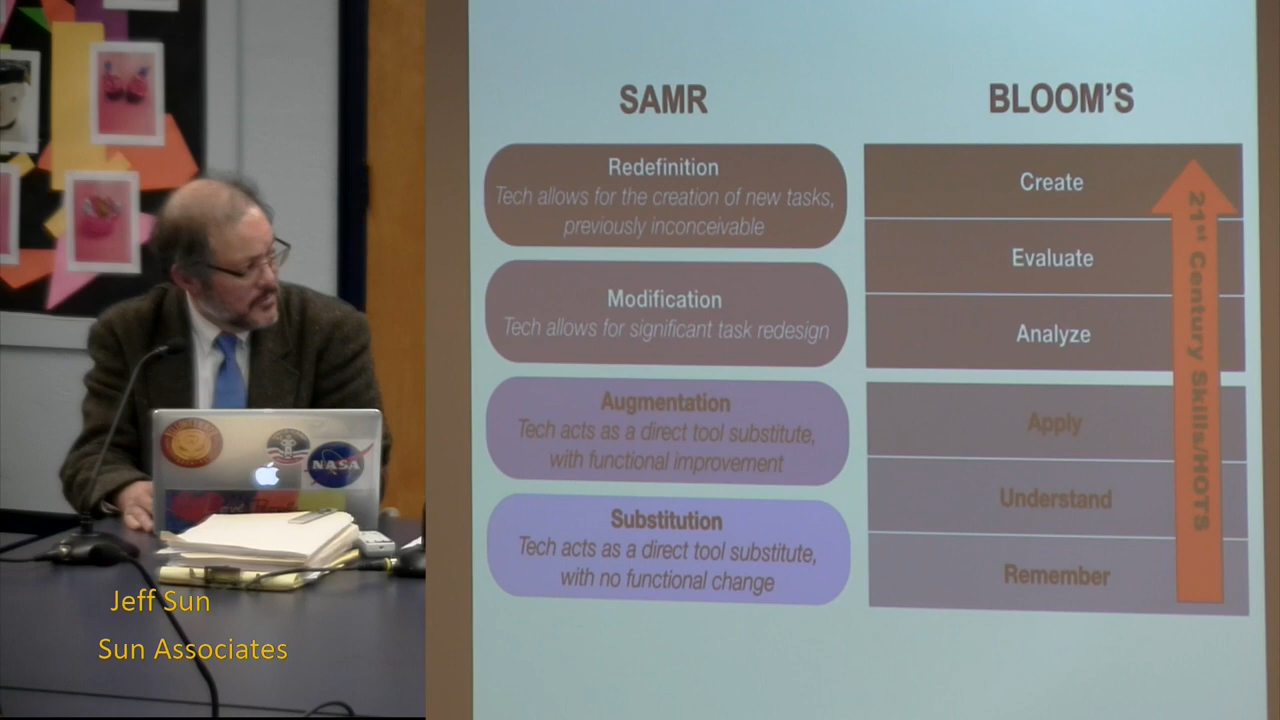 SAMR
Redefinition
Tech allows for the creation of new tasks,
previously inconceivable
Modification
Tech allows for significant task redesign
Augmentation
Tech acts as a direct tool substitute,
with functional improvement
Substitution
Tech acts as a direct tool substitute,
with no functional change
BLOOM'S
Create
Evaluate
Analyze
Apply
Understand
Remember
21st Century Skills/HOTS
NASA
Jeff Sun
Sun Associates